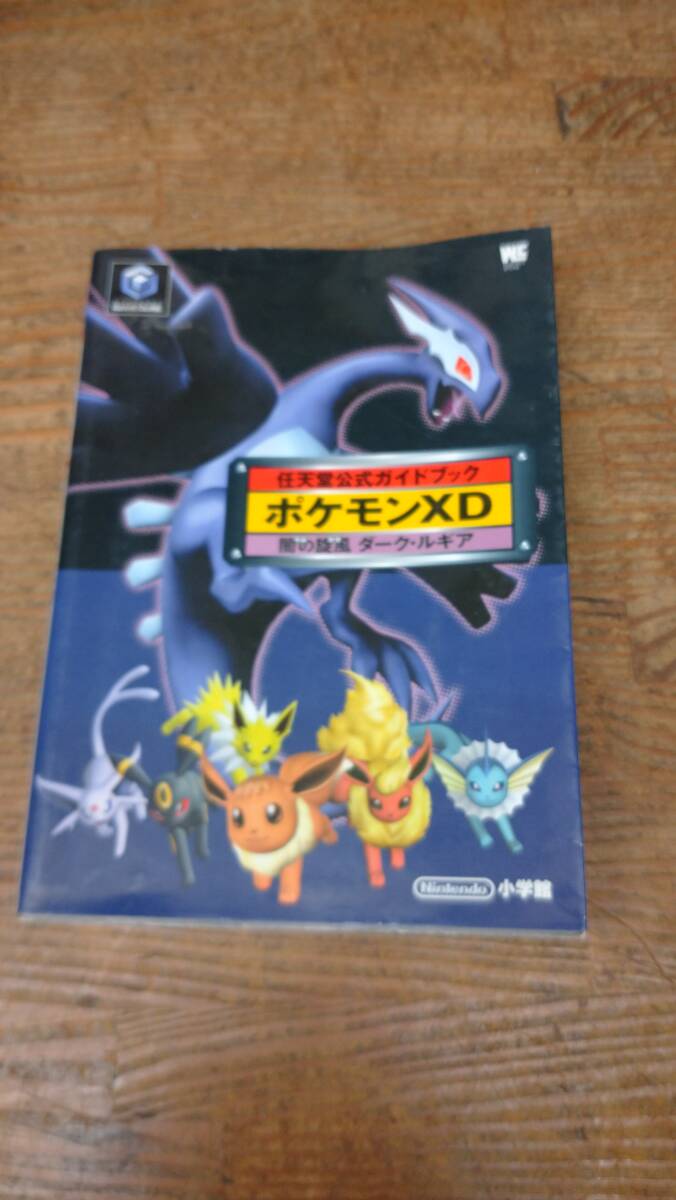 任天堂公式ガイドブック
ポケモンXD
闇の旋風 ダーク・ルギア
Nintendo 小学館